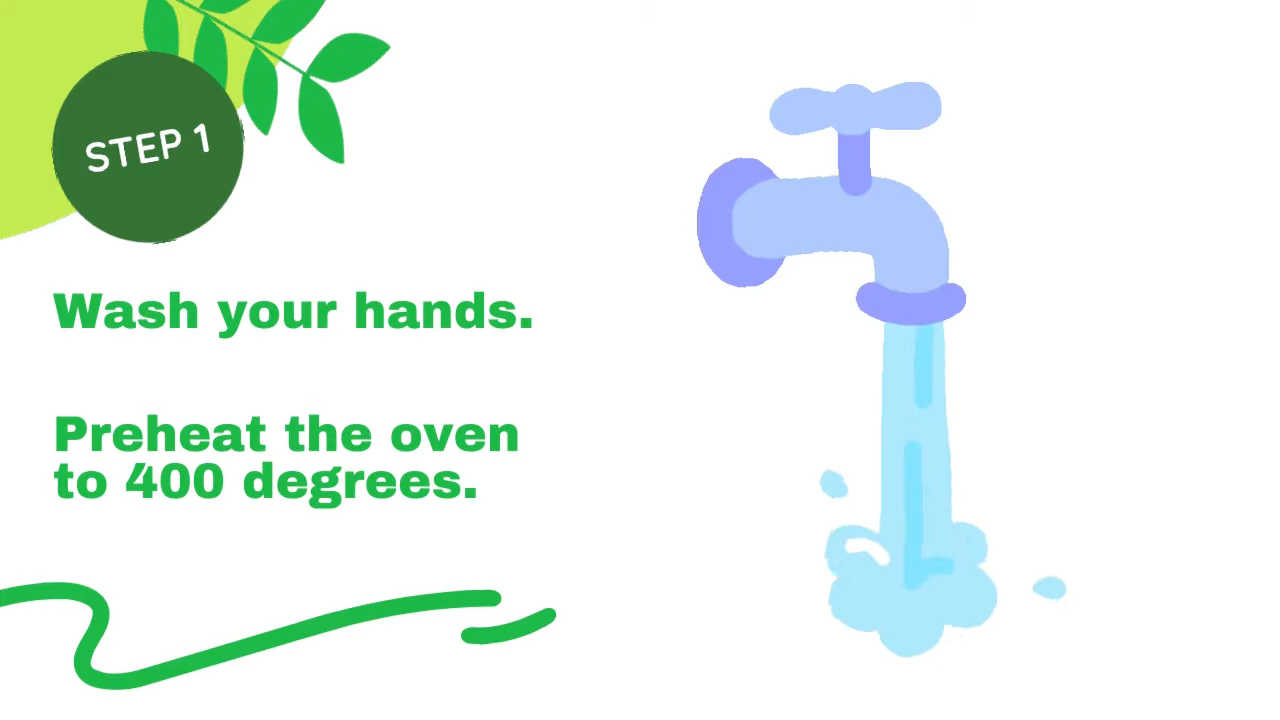 STEP 1
Wash your hands.
Preheat the oven
to 400 degrees.